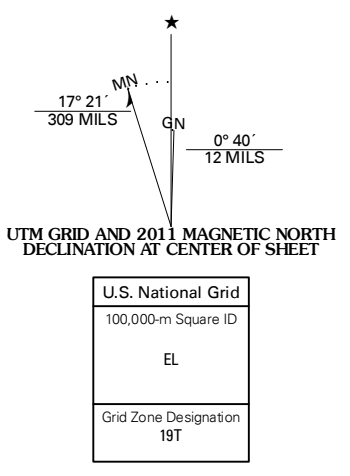 ★
MN
17° 21´
309 MILS
GN
0° 40´
12 MILS
UTM GRID AND 2011 MAGNETIC NORTH
DECLINATION AT CENTER OF SHEET
U.S. National Grid
100,000-m Square ID
EL
Grid Zone Designation
19T